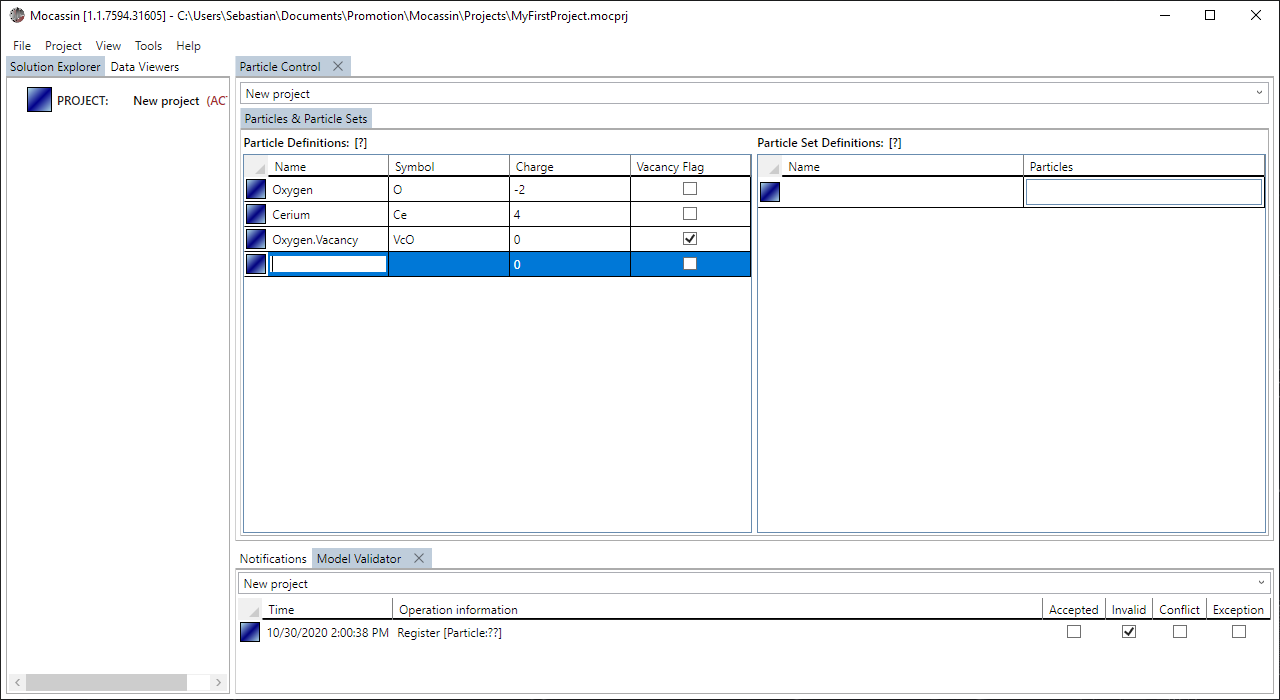 Mocassin [1.1.7594.31605] - C:\Users\Sebastian\Documents\Promotion\Mocassin\Projects\MyFirstProject.mocprj
File Project View Tools Help
Solution Explorer Data Viewers
PROJECT: New project (AC
Particle Control
New project
Particles & Particle Sets
Particle Definitions: [?]
Name Symbol Charge Vacancy Flag
Oxygen O -2
Cerium Ce 4
Oxygen.Vacancy VcO 0
0
Particle Set Definitions: [?]
Name Particles
Notifications Model Validator
New project
Time Operation information Accepted Invalid Conflict Exception
10/30/2020 2:00:38 PM Register [Particle:??]